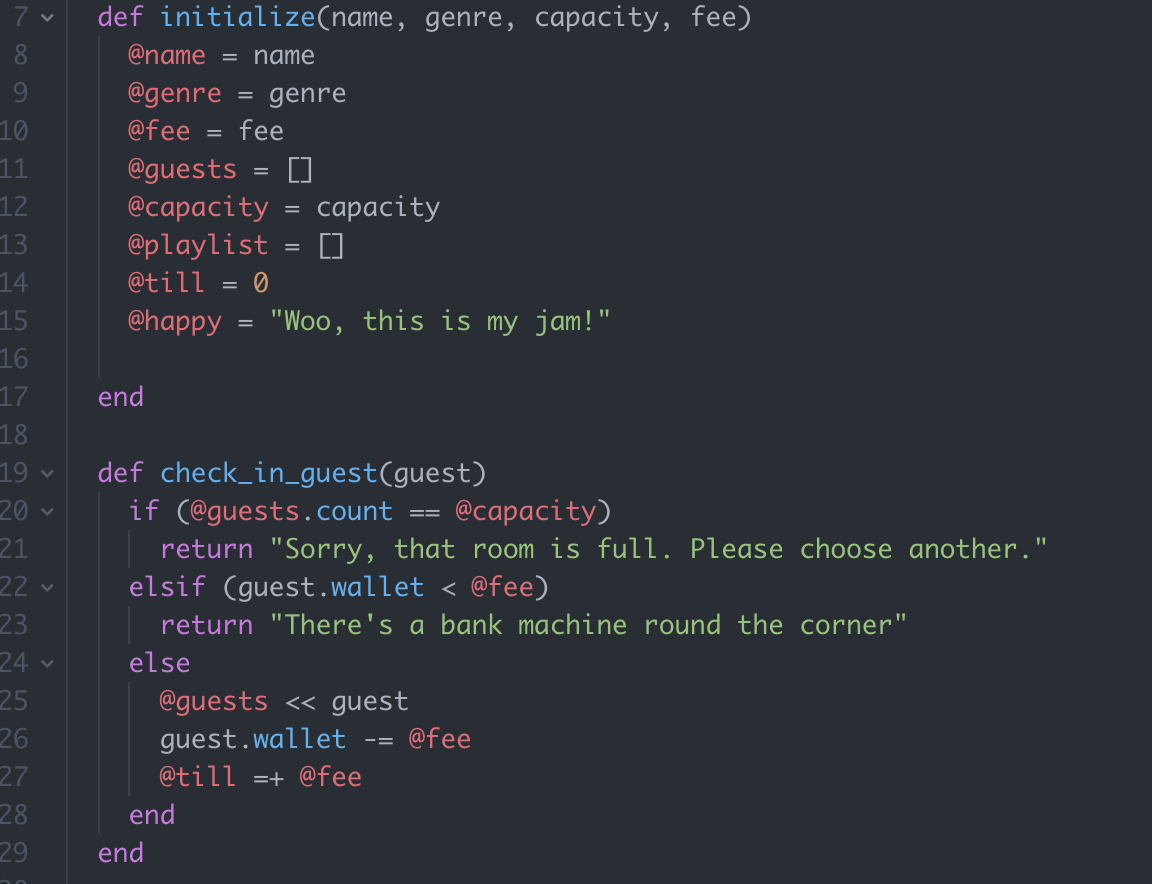 7 def initialize(name, genre, capacity, fee)
8 @name = name
9 @genre = genre
10 @fee = fee
11 @guests = []
12 @capacity = capacity
13 @playlist = []
14 @till = 0
15 @happy = "Woo, this is my jam!"
16
17 end
18
19 def check_in_guest(guest)
20 if (@guests.count == @capacity)
21 return "Sorry, that room is full. Please choose another."
22 elsif (guest.wallet < @fee)
23 return "There's a bank machine round the corner"
24 else
25 @guests << guest
26 guest.wallet -= @fee
27 @till =+ @fee
28 end
29 end